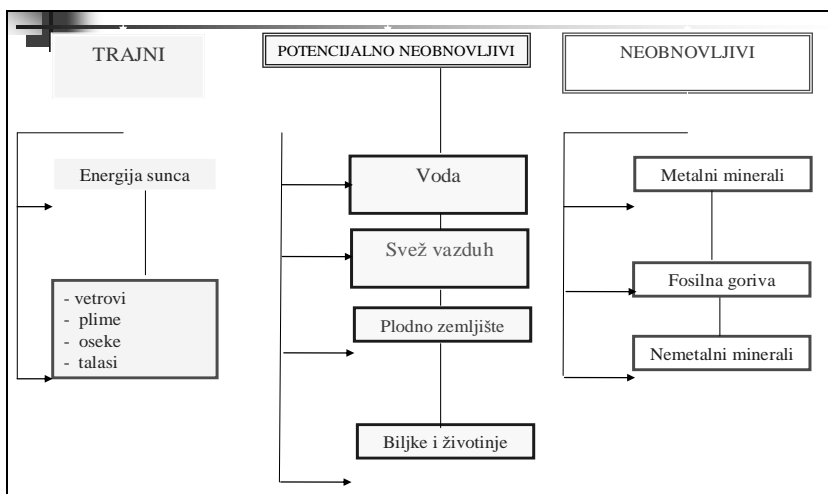 TRAJNI
Energija sunca
- vetrovi
- plime
- oseke
- talasi
POTENCIJALNO NEOBNOVLJIVI
Voda
Svež vazduh
Plodno zemljište
Biljke i životinje
NEOBNOVLJIVI
Metalni minerali
Fosilna goriva
Nemetalni minerali